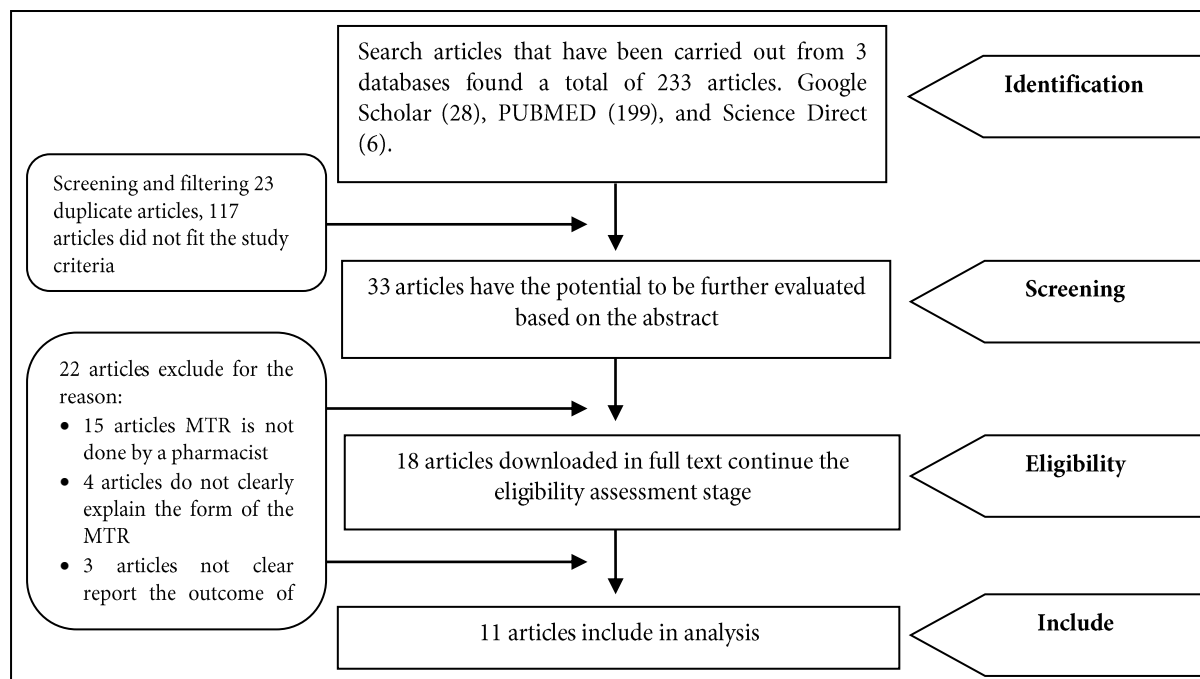 Search articles that have been carried out from 3
databases found a total of 233 articles. Google
Scholar (28), PUBMED (199), and Science Direct
(6).
Identification
Screening and filtering 23
duplicate articles, 117
articles did not fit the study
criteria
33 articles have the potential to be further evaluated
based on the abstract
Screening
22 articles exclude for the
reason:
• 15 articles MTR is not
done by a pharmacist
• 4 articles do not clearly
explain the form of the
MTR
• 3 articles not clear
report the outcome of
18 articles downloaded in full text continue the
eligibility assessment stage
Eligibility
11 articles include in analysis
Include